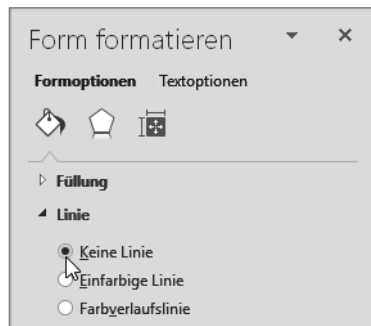 Form formatieren
Formoptionen Textoptionen
Füllung
Linie
Keine Linie
Einfarbige Linie
Farbverlaufslinie